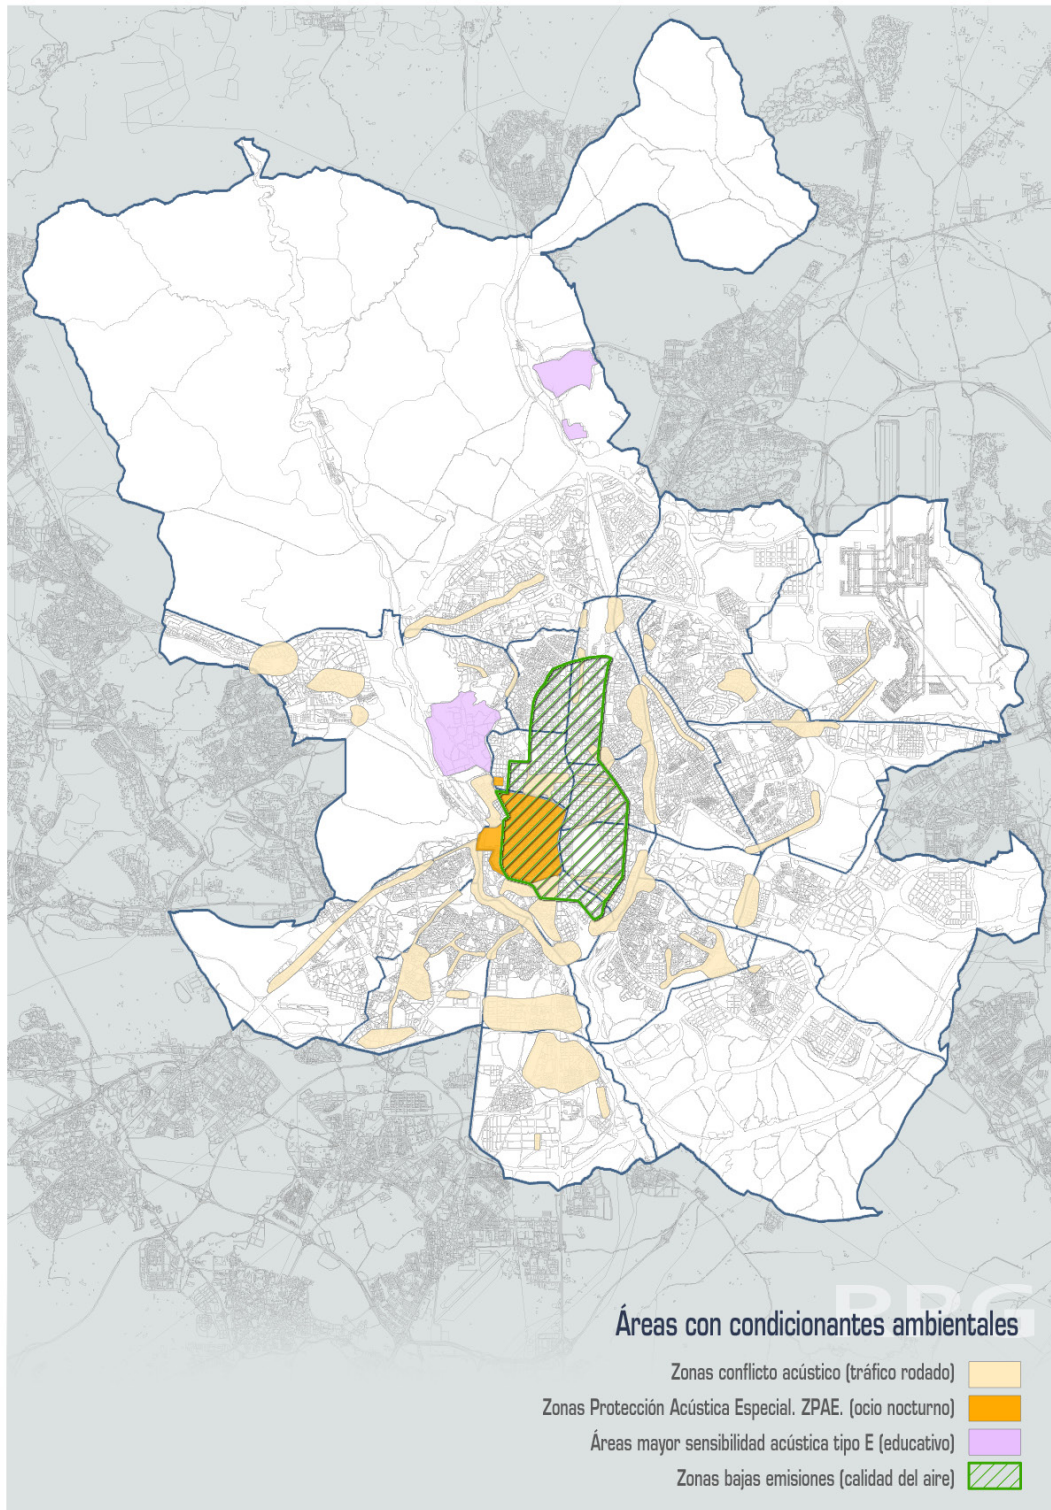 RPG
Áreas con condicionantes ambientales
Zonas conflicto acústico (tráfico rodado)
Zonas Protección Acústica Especial. ZPAE. (ocio nocturno)
Áreas mayor sensibilidad acústica tipo E (educativo)
Zonas bajas emisiones (calidad del aire)